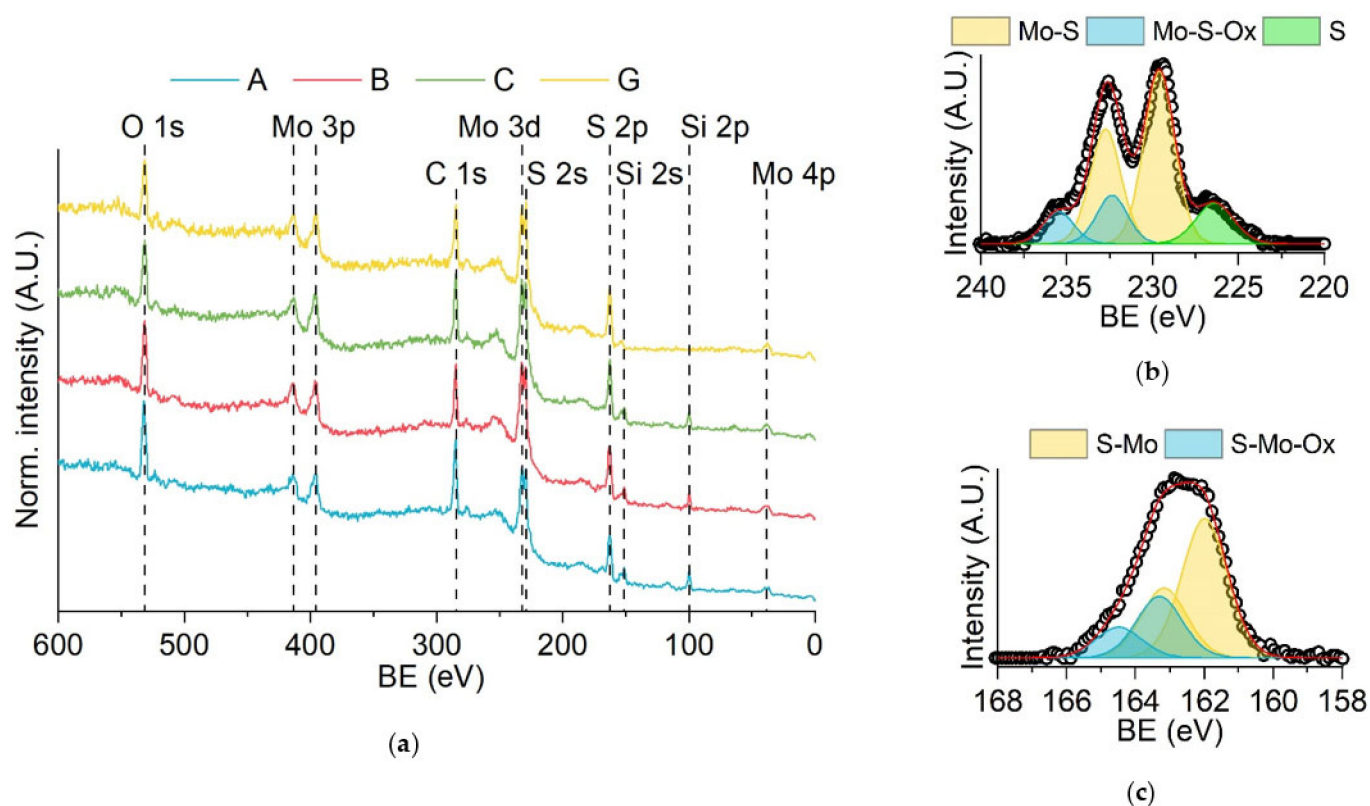 A B C G
O 1s Mo 3p Mo 3d S 2p Si 2p
C 1s S 2s Si 2s Mo 4p
Norm. intensity (A.U.)
600 500 400 300 200 100 0
BE (eV)
(a)
Mo-S Mo-S-Ox S
Intensity (A.U.)
240 235 230 225 220
BE (eV)
(b)
S-Mo S-Mo-Ox
Intensity (A.U.)
168 166 164 162 160 158
BE (eV)
(c)